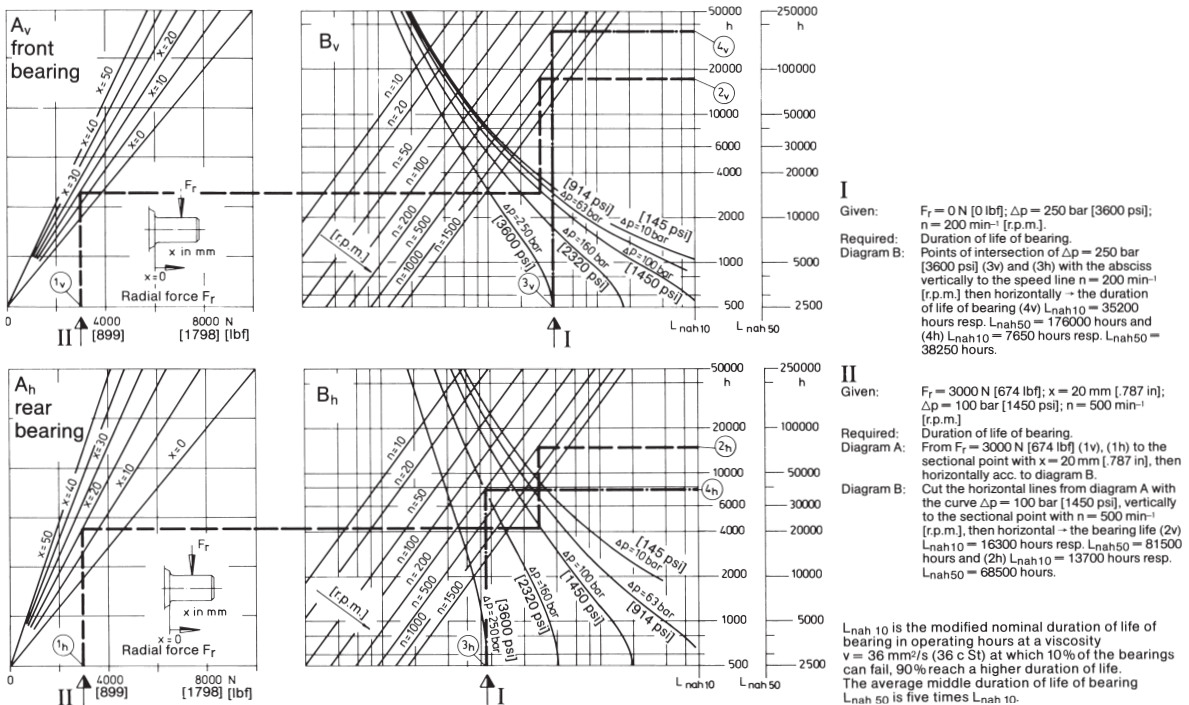 A_v
front
bearing
x=50
x=40
x=30
x=20
x=10
x=0
F_r
x in mm
x=0
1v
Radial force F_r
0 4000 8000 N
[899] [1798] [lbf]
II
B_v
n=10
n=20
n=50
n=100
n=200
n=500
n=1000
n=1500
[r.p.m.]
Δp=250 bar
[3600 psi]
Δp=160 bar
[2320 psi]
Δp=100 bar
[1450 psi]
[914 psi]
Δp=63 bar
[145 psi]
Δp=10 bar
3v
4v
2v
I
50000 250000
h h
20000 100000
10000 50000
6000 30000
4000 20000
2000 10000
1000 5000
500 2500
L nah 10 L nah 50
A_h
rear
bearing
x=50
x=40
x=30
x=20
x=10
x=0
F_r
x in mm
x=0
1h
Radial force F_r
0 4000 8000 N
[899] [1798] [lbf]
II
B_h
n=10
n=20
n=50
n=100
n=200
n=500
n=1000
n=1500
[r.p.m.]
[3600 psi]
Δp=250 bar
Δp=160 bar
[2320 psi]
Δp=100 bar
[1450 psi]
[145 psi]
Δp=10 bar
Δp=63 bar
[914 psi]
3h
2h
4h
I
50000 250000
h h
20000 100000
10000 50000
6000 30000
4000 20000
2000 10000
1000 5000
500 2500
L nah 10 L nah 50
I
Given: F_r = 0 N [0 lbf]; Δp = 250 bar [3600 psi];
n = 200 min⁻¹ [r.p.m.].
Required: Duration of life of bearing.
Diagram B: Points of intersection of Δp = 250 bar
[3600 psi] (3v) and (3h) with the absciss
vertically to the speed line n = 200 min⁻¹
[r.p.m.] then horizontally → the duration
of life of bearing (4v) L nah10 = 35200
hours resp. L nah50 = 176000 hours and
(4h) L nah10 = 7650 hours resp. L nah50 =
38250 hours.
II
Given: F_r = 3000 N [674 lbf]; x = 20 mm [.787 in];
Δp = 100 bar [1450 psi]; n = 500 min⁻¹
[r.p.m.]
Required: Duration of life of bearing.
Diagram A: From F_r = 3000 N [674 lbf] (1v), (1h) to the
sectional point with x = 20 mm [.787 in], then
horizontally acc. to diagram B.
Diagram B: Cut the horizontal lines from diagram A with
the curve Δp = 100 bar [1450 psi], vertically
to the sectional point with n = 500 min⁻¹
[r.p.m.], then horizontal → the bearing life (2v)
L nah10 = 16300 hours resp. L nah50 = 81500
hours and (2h) L nah10 = 13700 hours resp.
L nah50 = 68500 hours.
L nah 10 is the modified nominal duration of life of
bearing in operating hours at a viscosity
v = 36 mm²/s (36 c St) at which 10% of the bearings
can fail, 90% reach a higher duration of life.
The average middle duration of life of bearing
L nah 50 is five times L nah 10.